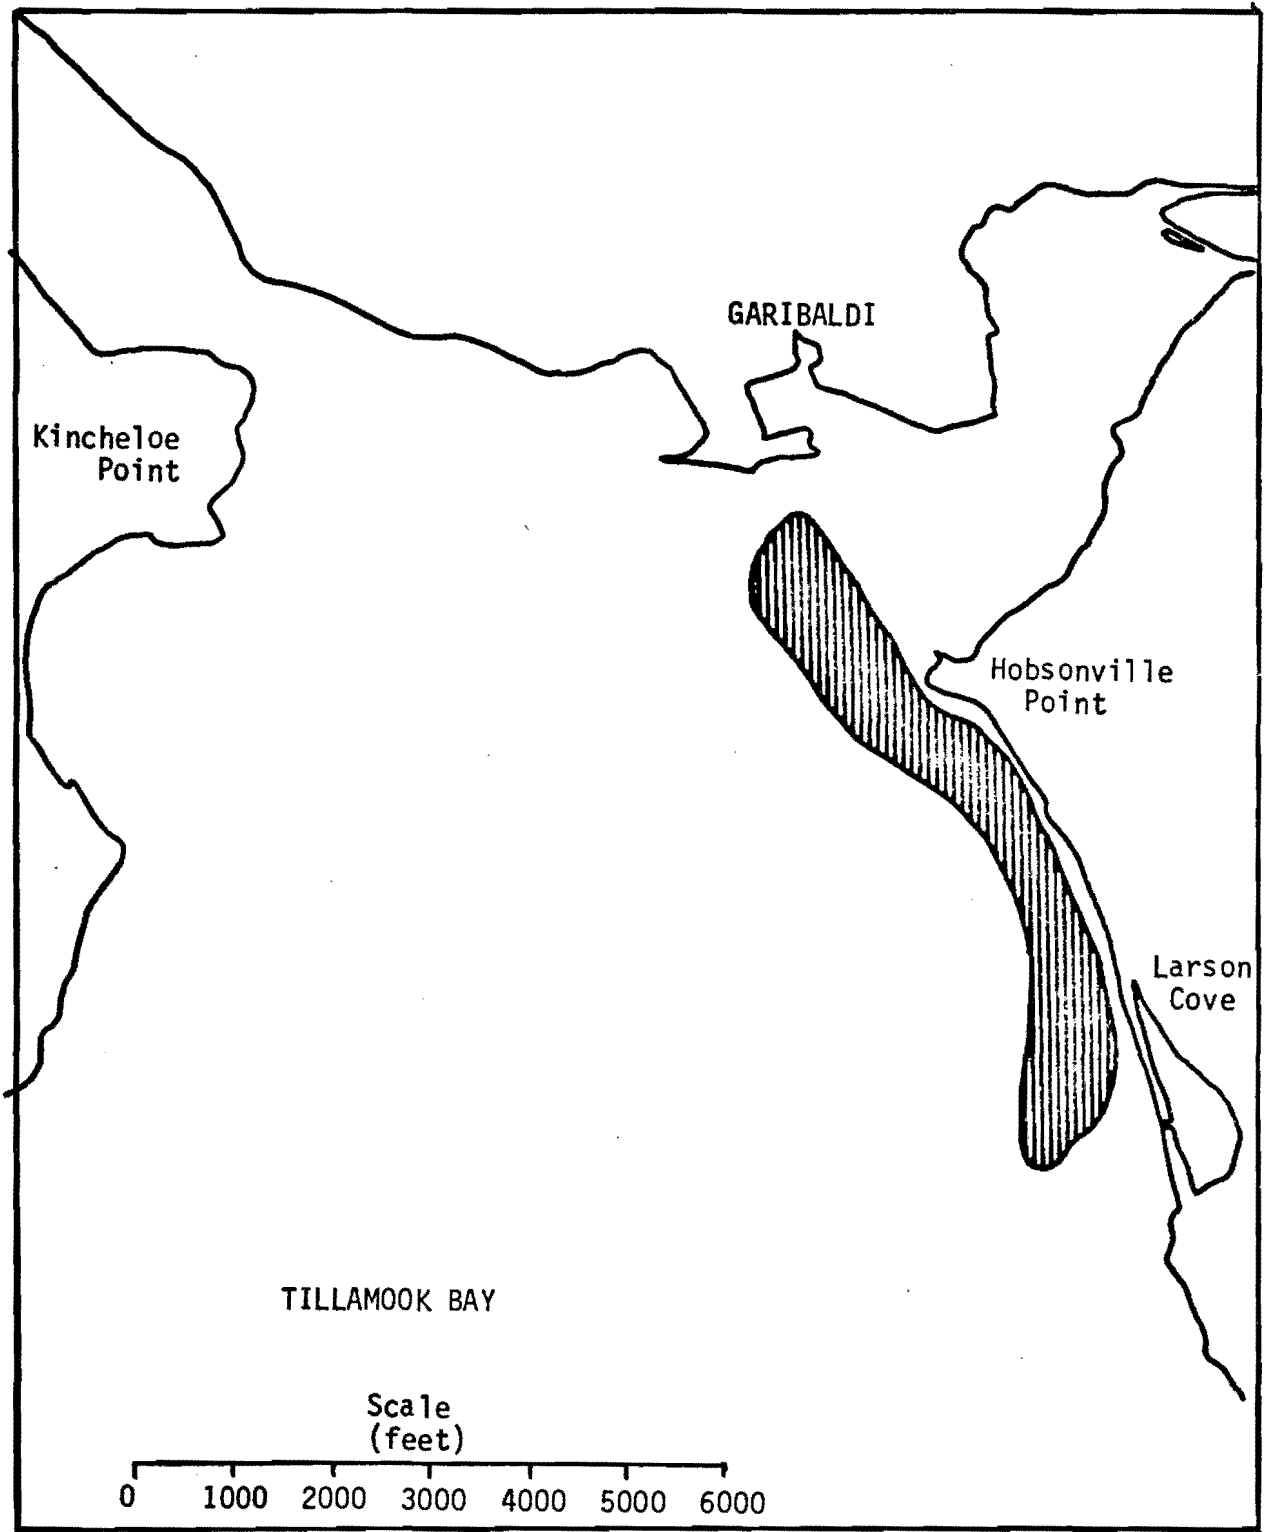 GARIBALDI
Kincheloe
Point
Hobsonville
Point
Larson
Cove
TILLAMOOK BAY
Scale
(feet)
0 1000 2000 3000 4000 5000 6000